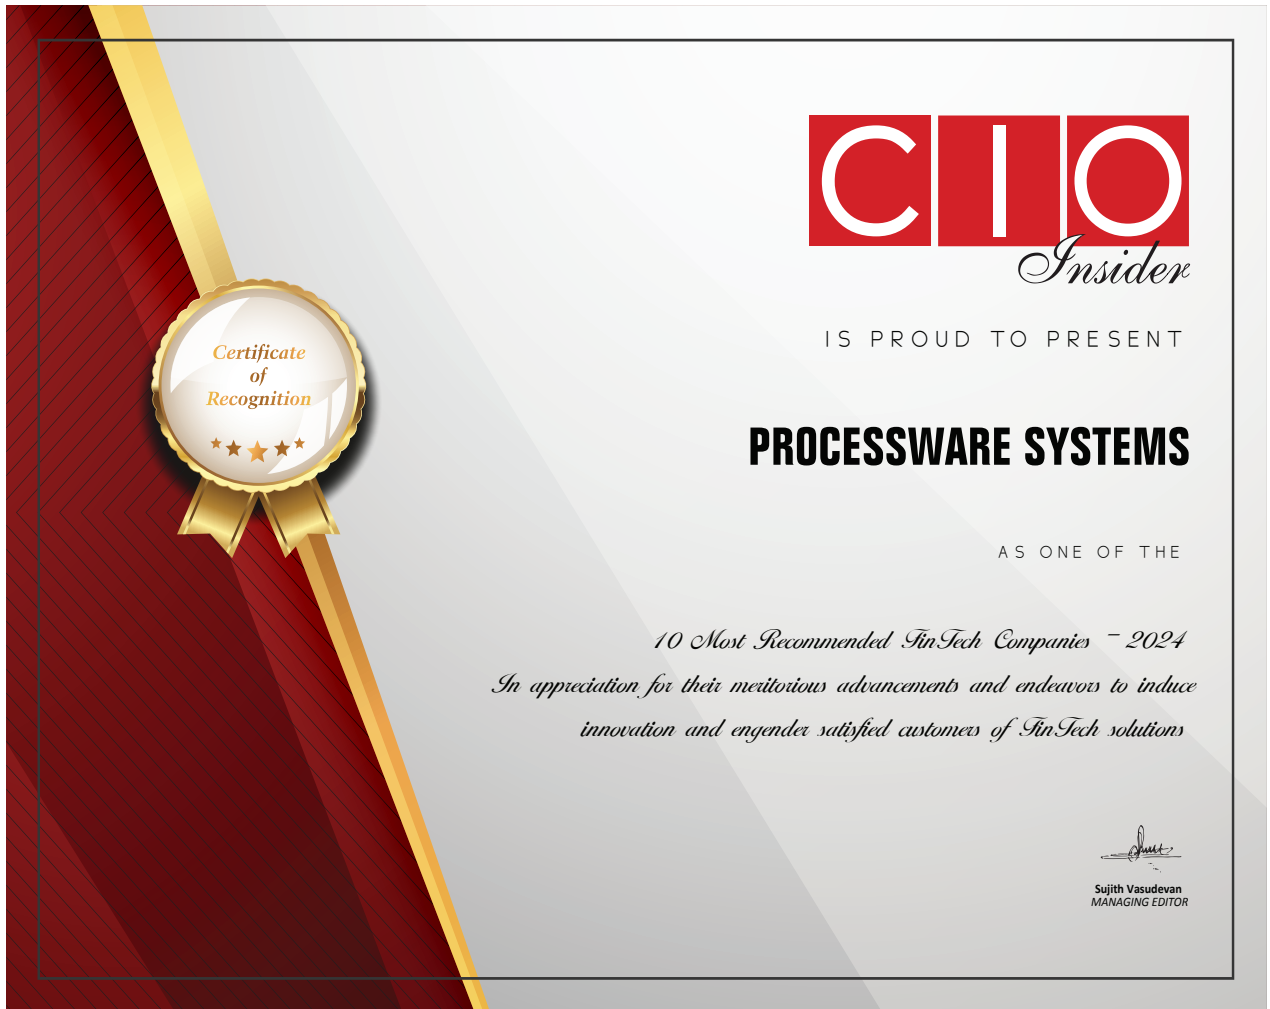 CIO
Insider
IS PROUD TO PRESENT
Certificate
of
Recognition
PROCESSWARE SYSTEMS
AS ONE OF THE
10 Most Recommended FinTech Companies - 2024
In appreciation for their meritorious advancements and endeavors to induce
innovation and engender satisfied customers of FinTech solutions
Sujith Vasudevan
MANAGING EDITOR